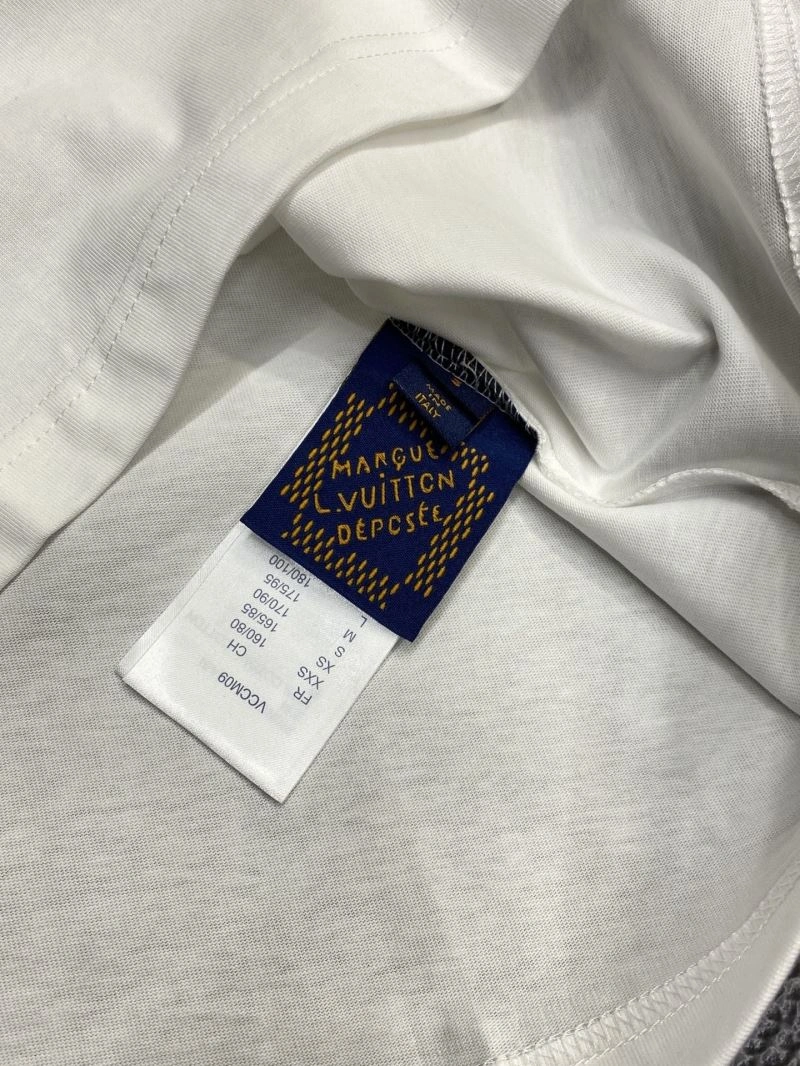 MADE
IN
ITALY
MARQUE
L.VUITTON
DÉPOSÉE
VCCM09
FR CH
XXS 160/80
XS 165/85
S 170/90
M 175/95
L 180/100